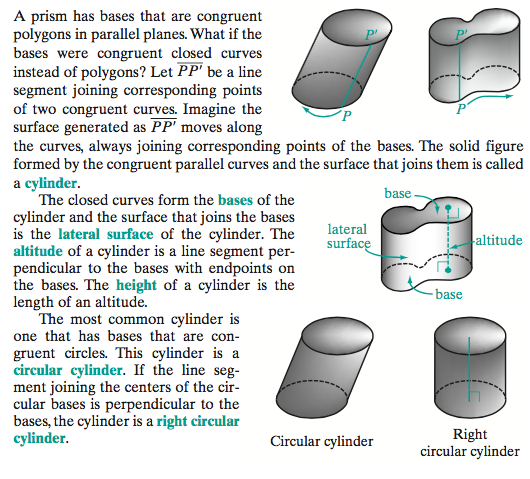 A prism has bases that are congruent
polygons in parallel planes. What if the
bases were congruent closed curves
instead of polygons? Let PP' be a line
segment joining corresponding points
of two congruent curves. Imagine the
surface generated as PP' moves along
the curves, always joining corresponding points of the bases. The solid figure
formed by the congruent parallel curves and the surface that joins them is called
a cylinder.
P'
P
P'
P
The closed curves form the bases of the
cylinder and the surface that joins the bases
is the lateral surface of the cylinder. The
altitude of a cylinder is a line segment per-
pendicular to the bases with endpoints on
the bases. The height of a cylinder is the
length of an altitude.
base
lateral
surface
altitude
base
The most common cylinder is
one that has bases that are con-
gruent circles. This cylinder is a
circular cylinder. If the line seg-
ment joining the centers of the cir-
cular bases is perpendicular to the
bases, the cylinder is a right circular
cylinder.
Circular cylinder
Right
circular cylinder